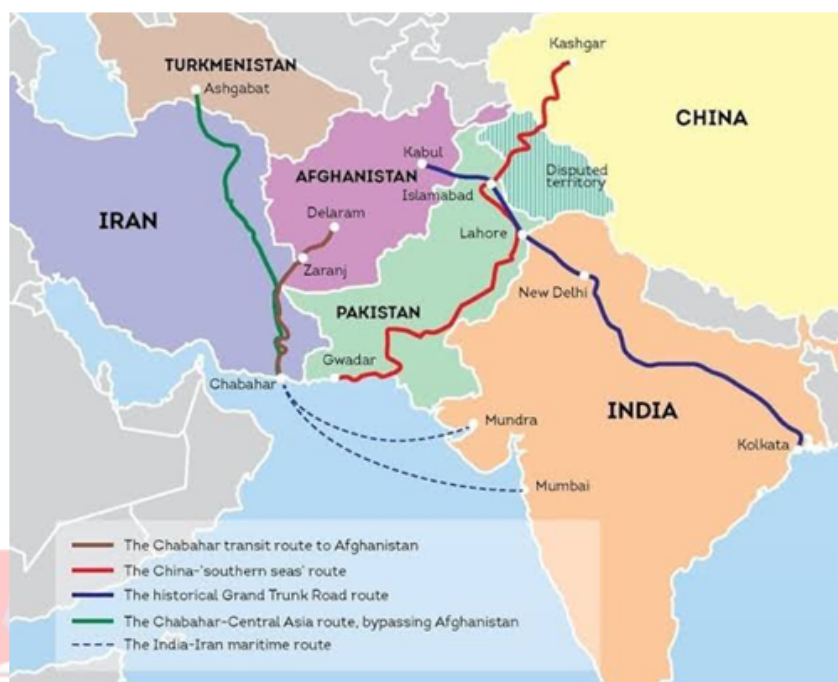 Kashgar
TURKMENISTAN
Ashgabat
CHINA
Kabul
AFGHANISTAN
Islamabad
Disputed
territory
IRAN
Delaram
Lahore
Zaranj
New Delhi
PAKISTAN
Gwadar
Chabahar
INDIA
Mundra
Kolkata
Mumbai
The Chabahar transit route to Afghanistan
The China-'southern seas' route
The historical Grand Trunk Road route
The Chabahar-Central Asia route, bypassing Afghanistan
The India-Iran maritime route